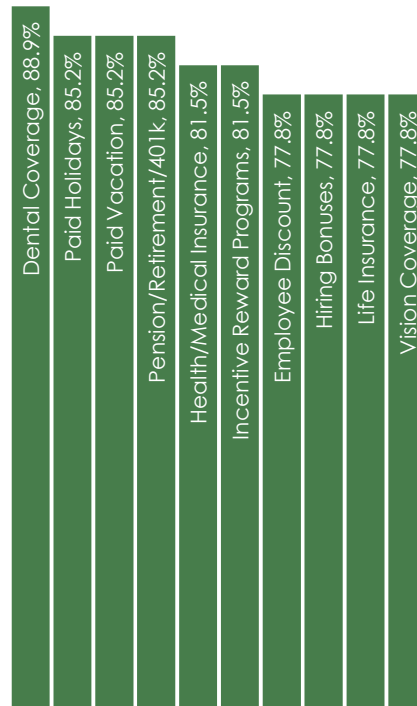 Dental Coverage, 88.9%
Paid Holidays, 85.2%
Paid Vacation, 85.2%
Pension/Retirement/401k, 85.2%
Health/Medical Insurance, 81.5%
Incentive Reward Programs, 81.5%
Employee Discount, 77.8%
Hiring Bonuses, 77.8%
Life Insurance, 77.8%
Vision Coverage, 77.8%